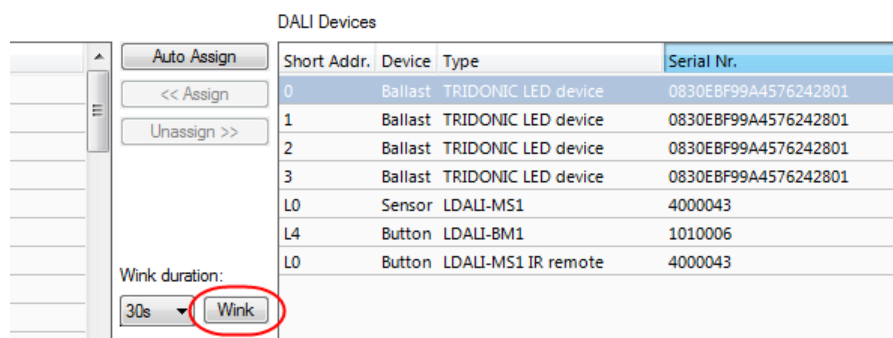 DALI Devices
Auto Assign
<< Assign
Unassign >>
Wink duration:
30s Wink
Short Addr. Device Type Serial Nr.
0 Ballast TRIDONIC LED device 0830EBF99A4576242801
1 Ballast TRIDONIC LED device 0830EBF99A4576242801
2 Ballast TRIDONIC LED device 0830EBF99A4576242801
3 Ballast TRIDONIC LED device 0830EBF99A4576242801
L0 Sensor LDALI-MS1 4000043
L4 Button LDALI-BM1 1010006
L0 Button LDALI-MS1 IR remote 4000043